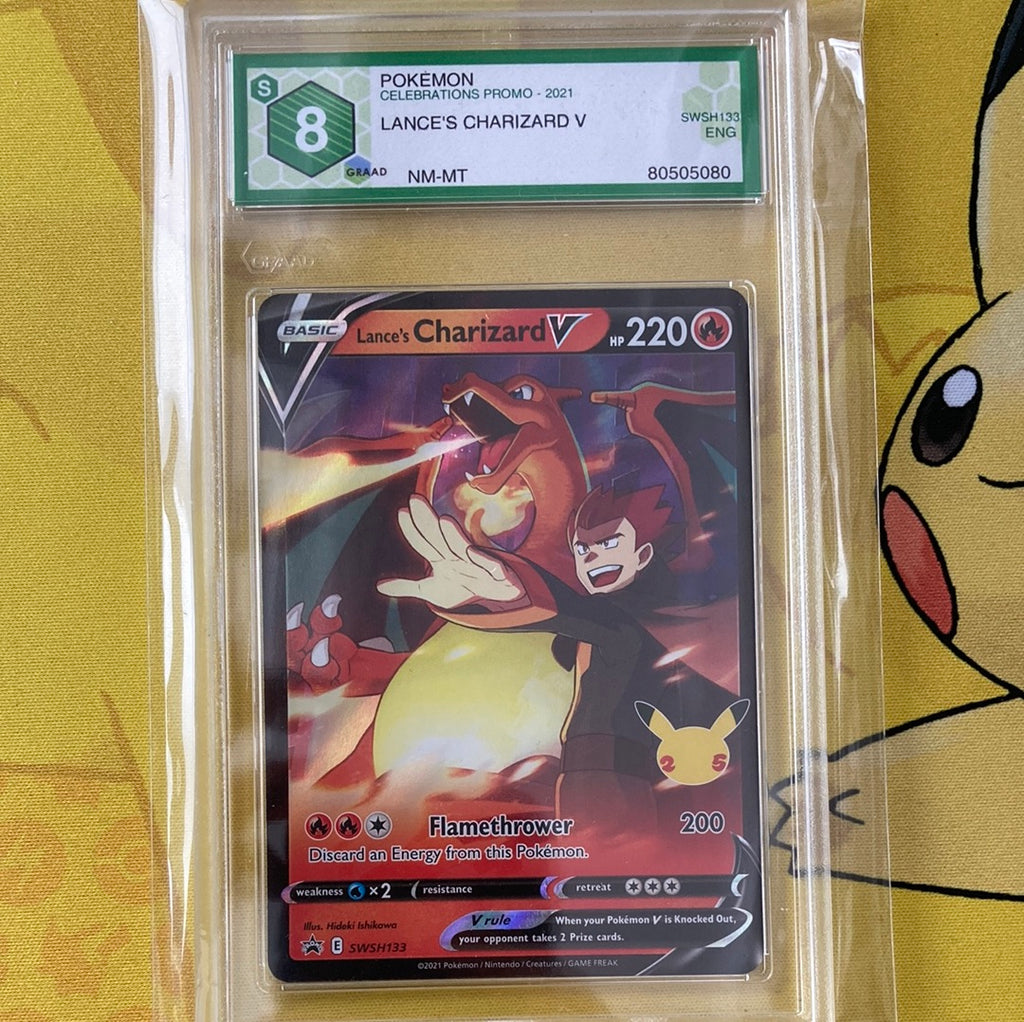 S
8
GRAAD
POKÉMON
CELEBRATIONS PROMO - 2021
LANCE'S CHARIZARD V
SWSH133
ENG
NM-MT
80505080
GRAAD
BASIC
Lance's Charizard V HP 220
25
Flamethrower 200
Discard an Energy from this Pokémon.
weakness ×2 resistance retreat
Illus. Hideki Ishikawa
E SWSH133
V rule When your Pokémon V is Knocked Out,
your opponent takes 2 Prize cards.
©2021 Pokémon / Nintendo / Creatures / GAME FREAK